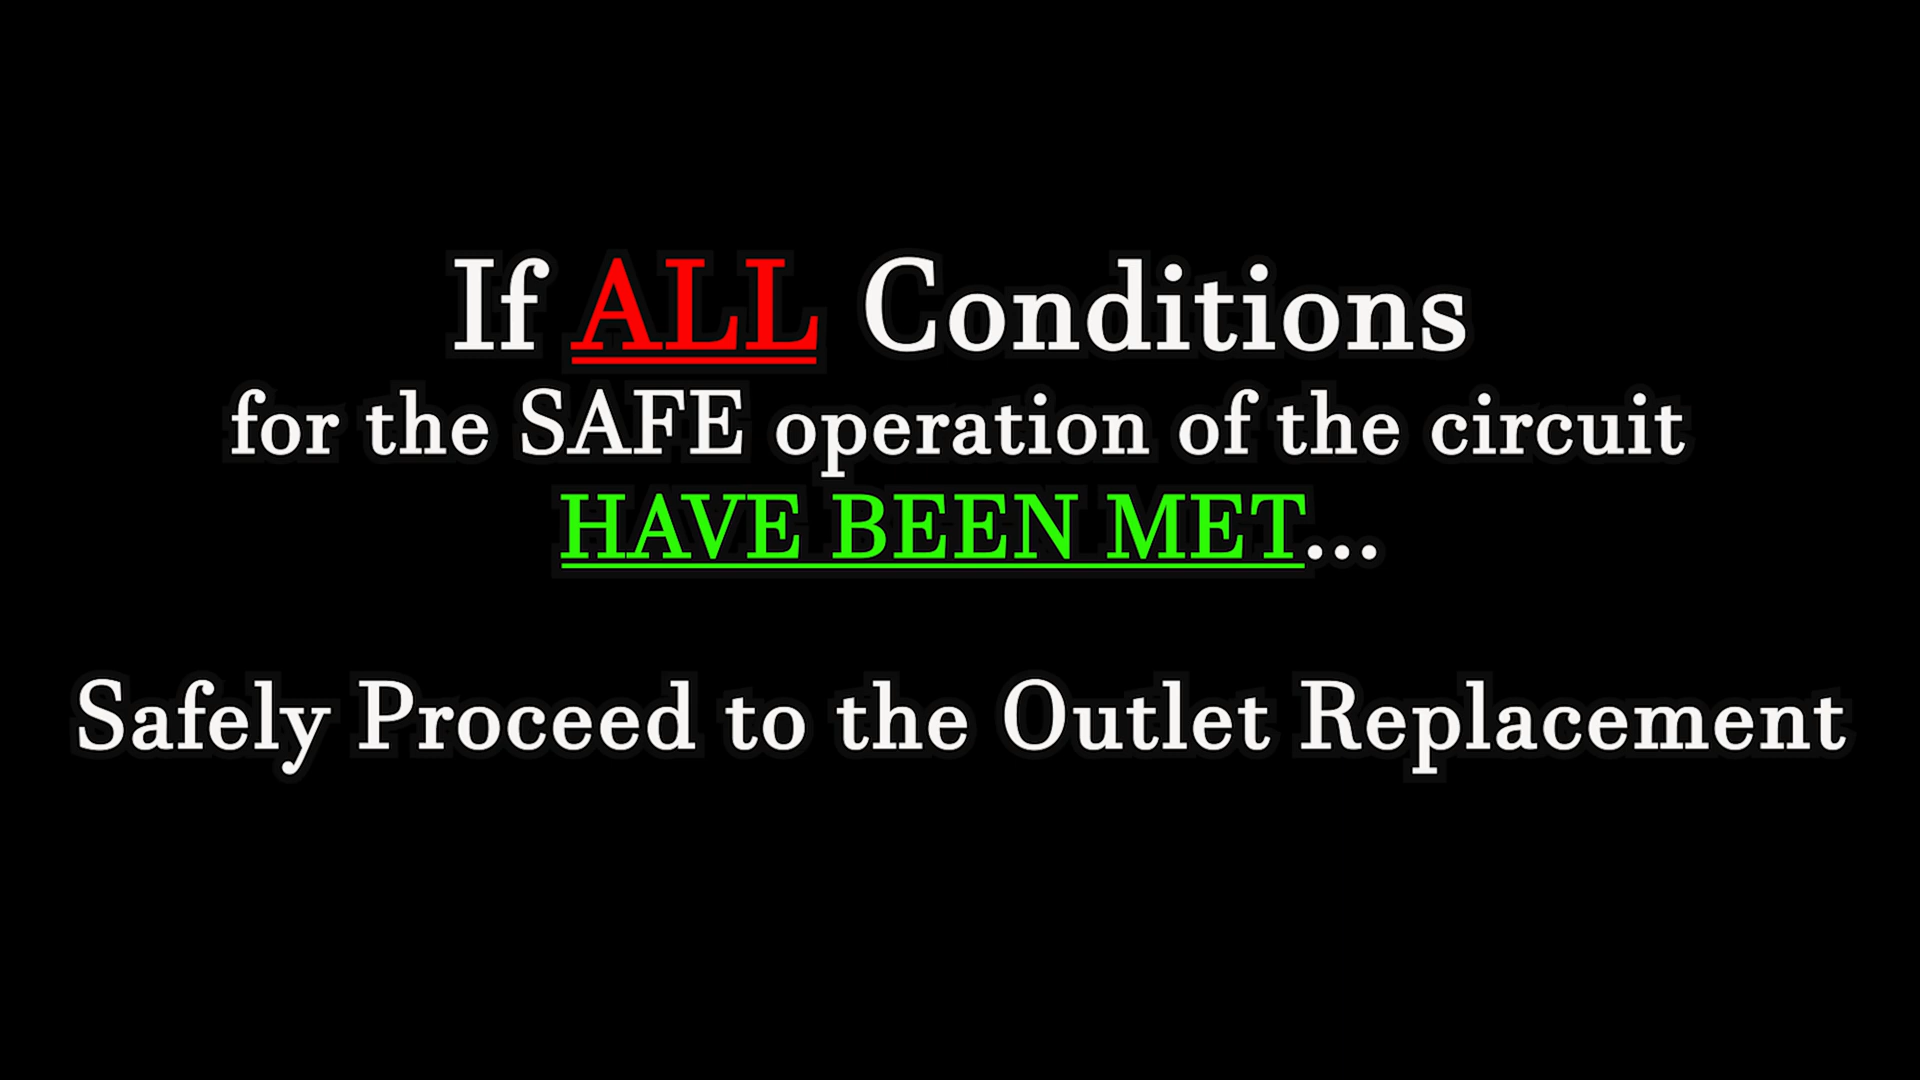 If ALL Conditions
for the SAFE operation of the circuit
HAVE BEEN MET...
Safely Proceed to the Outlet Replacement